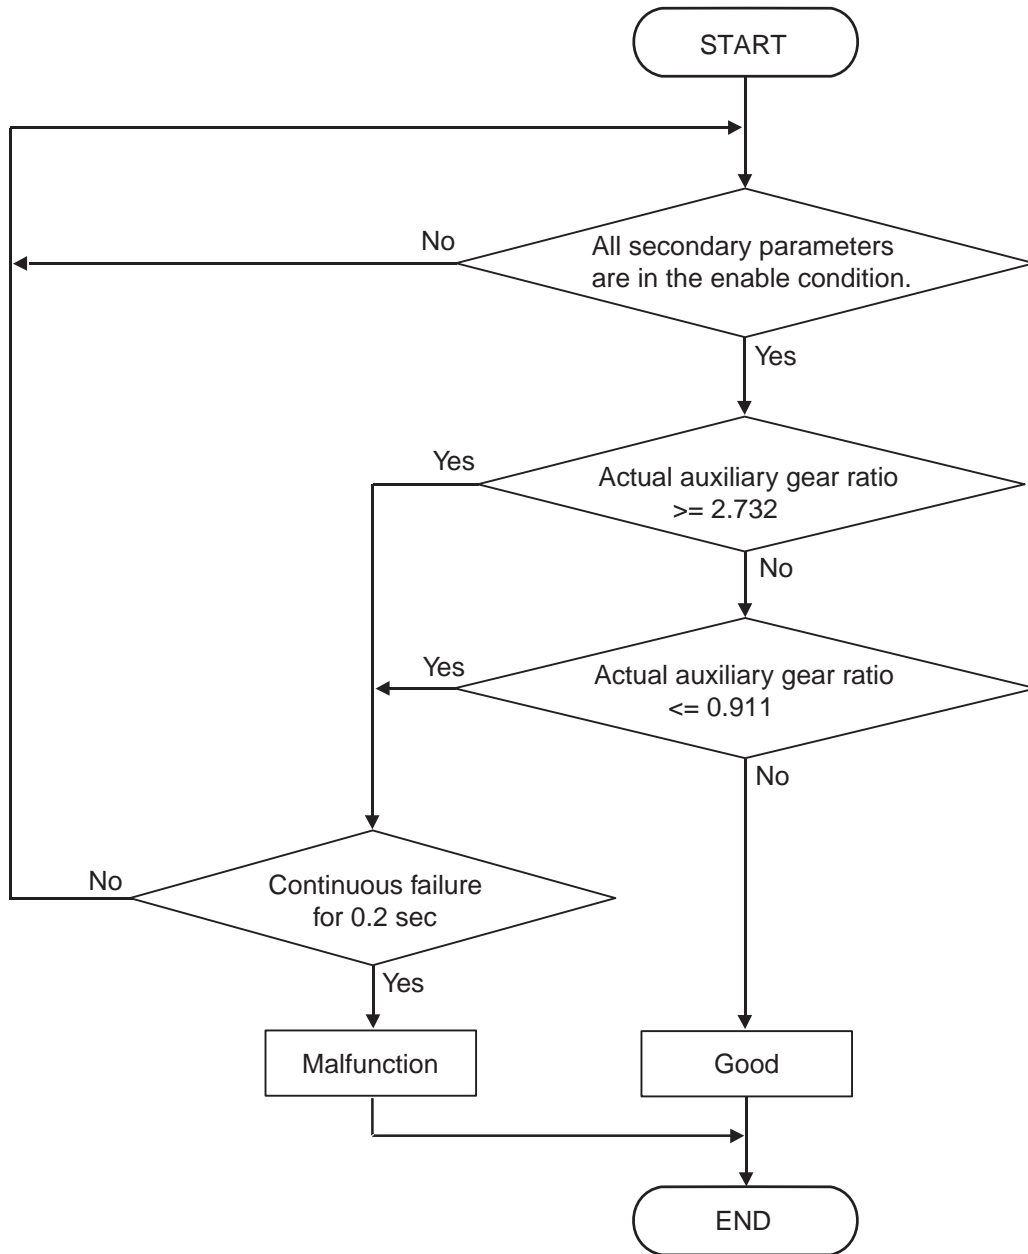 START
No
All secondary parameters
are in the enable condition.
Yes
Yes
Actual auxiliary gear ratio
>= 2.732
No
Yes
Actual auxiliary gear ratio
<= 0.911
No
No
Continuous failure
for 0.2 sec
Yes
Malfunction
Good
END